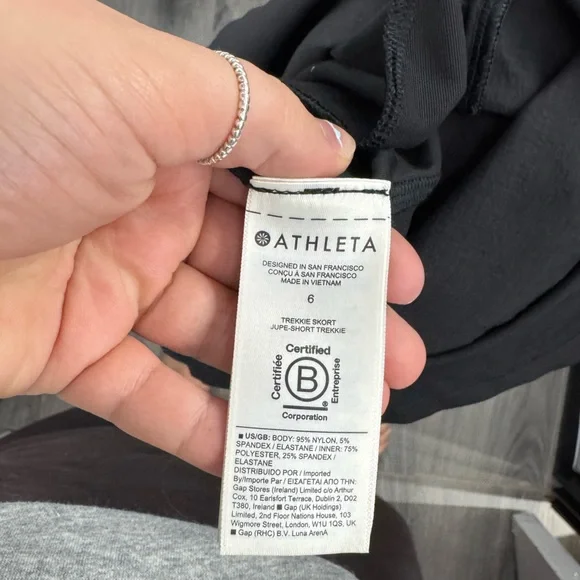 ATHLETA
DESIGNED IN SAN FRANCISCO
CONÇU À SAN FRANCISCO
MADE IN VIETNAM
6
TREKKIE SKORT
JUPE-SHORT TREKKIE
Certified
Certifiée
B
Entreprise
®
Corporation
■ US/GB: BODY: 95% NYLON, 5%
SPANDEX / ELASTANE / INNER: 75%
POLYESTER, 25% SPANDEX /
ELASTANE
DISTRIBUIDO POR / Imported
By/Importe Par / ΕΙΣΑΓΕΤΑΙ ΑΠΟ ΤΗΝ:
Gap Stores (Ireland) Limited c/o Arthur
Cox, 10 Earlsfort Terrace, Dublin 2, D02
T380, Ireland ■ Gap (UK Holdings)
Limited, 2nd Floor Nations House, 103
Wigmore Street, London, W1U 1QS, UK
■ Gap (RHC) B.V. Luna ArenA